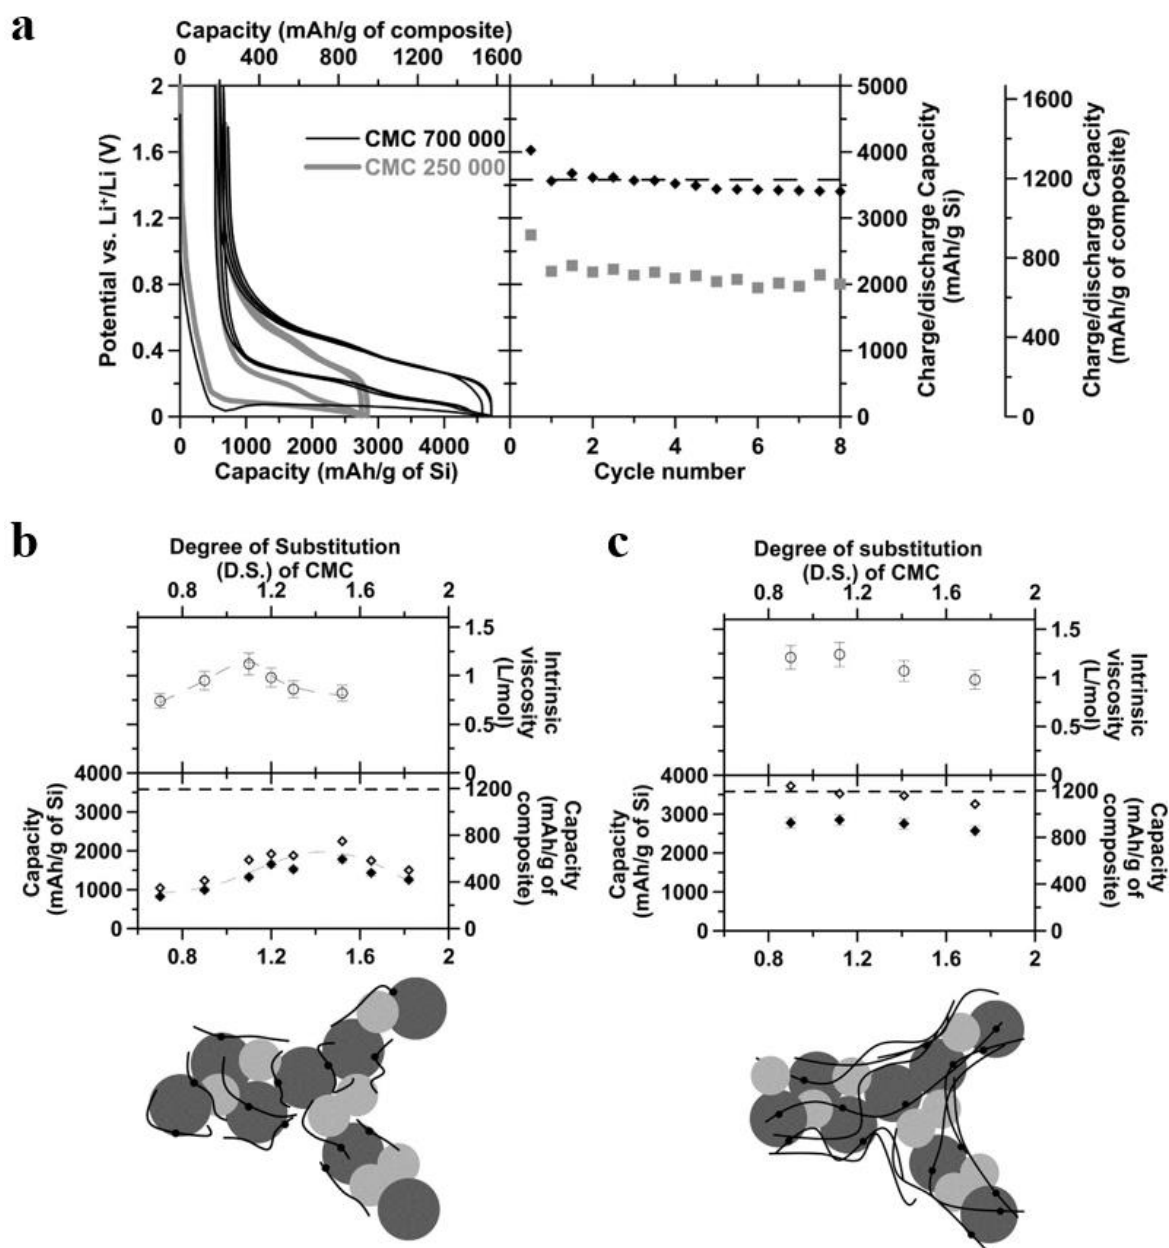 a
Capacity (mAh/g of composite)
0 400 800 1200 1600
2
1.6
1.2
0.8
0.4
0
Potential vs. Li⁺/Li (V)
CMC 700 000
CMC 250 000
0 1000 2000 3000 4000
Capacity (mAh/g of Si)
5000
4000
3000
2000
1000
0
Charge/discharge Capacity
(mAh/g Si)
0 2 4 6 8
Cycle number
1600
1200
800
400
0
Charge/discharge Capacity
(mAh/g of composite)
b
Degree of Substitution
(D.S.) of CMC
0.8 1.2 1.6 2
1.5
1
0.5
0
Intrinsic
viscosity
(L/mol)
4000
3500
3000
2500
2000
1500
1000
500
0
Capacity
(mAh/g of Si)
1200
800
400
0
Capacity
(mAh/g of
composite)
0.8 1.2 1.6 2
c
Degree of substitution
(D.S.) of CMC
0.8 1.2 1.6 2
1.5
1
0.5
0
Intrinsic
viscosity
(L/mol)
4000
3500
3000
2500
2000
1500
1000
500
0
Capacity
(mAh/g of Si)
1200
800
400
0
Capacity
(mAh/g of
composite)
0.8 1.2 1.6 2